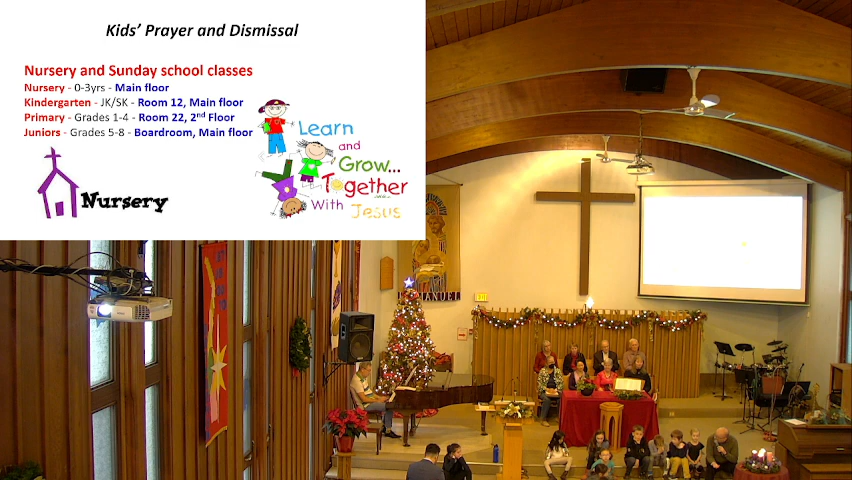 Kids' Prayer and Dismissal
Nursery and Sunday school classes
Nursery - 0-3yrs - Main floor
Kindergarten - JK/SK - Room 12, Main floor
Primary - Grades 1-4 - Room 22, 2nd Floor
Juniors - Grades 5-8 - Boardroom, Main floor
Learn
and
Grow...
Together
With Jesus
Nursery